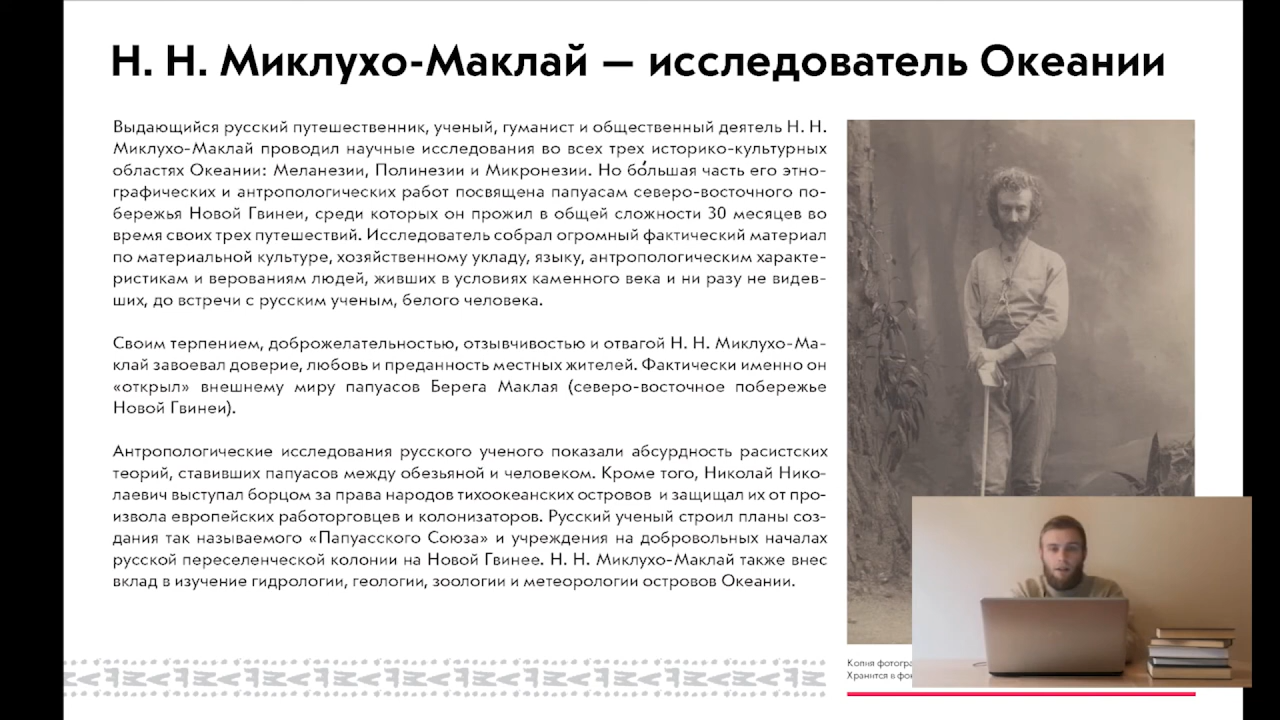 Н. Н. Миклухо-Маклай — исследователь Океании
Выдающийся русский путешественник, ученый, гуманист и общественный деятель Н. Н.
Миклухо-Маклай проводил научные исследования во всех трех историко-культурных
областях Океании: Меланезии, Полинезии и Микронезии. Но бо́льшая часть его этно-
графических и антропологических работ посвящена папуасам северо-восточного по-
бережья Новой Гвинеи, среди которых он прожил в общей сложности 30 месяцев во
время своих трех путешествий. Исследователь собрал огромный фактический материал
по материальной культуре, хозяйственному укладу, языку, антропологическим характе-
ристикам и верованиям людей, живших в условиях каменного века и ни разу не видев-
ших, до встречи с русским ученым, белого человека.
Своим терпением, доброжелательностью, отзывчивостью и отвагой Н. Н. Миклухо-Ма-
клай завоевал доверие, любовь и преданность местных жителей. Фактически именно он
«открыл» внешнему миру папуасов Берега Маклая (северо-восточное побережье
Новой Гвинеи).
Антропологические исследования русского ученого показали абсурдность расистских
теорий, ставивших папуасов между обезьяной и человеком. Кроме того, Николай Нико-
лаевич выступал борцом за права народов тихоокеанских островов и защищал их от про-
извола европейских работорговцев и колонизаторов. Русский ученый строил планы соз-
дания так называемого «Папуасского Союза» и учреждения на добровольных началах
русской переселенческой колонии на Новой Гвинее. Н. Н. Миклухо-Маклай также внес
вклад в изучение гидрологии, геологии, зоологии и метеорологии островов Океании.
Копия
Хранится в